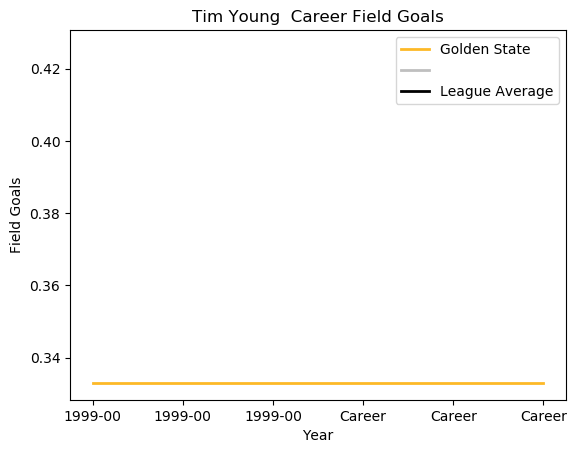 Tim Young  Career Field Goals
Golden State
League Average
0.42
0.40
0.38
0.36
0.34
Field Goals
1999-00 1999-00 1999-00 Career Career Career
Year